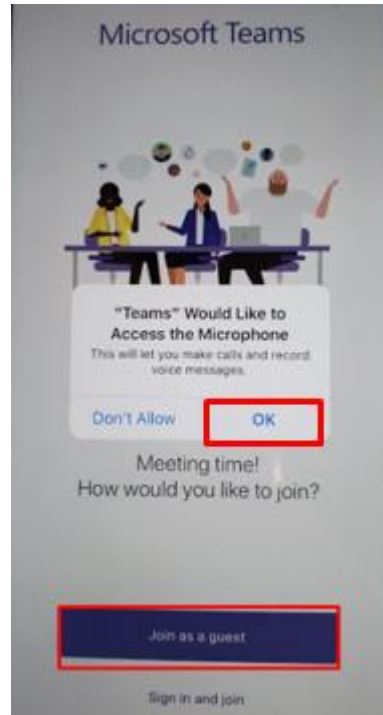 Microsoft Teams
"Teams" Would Like to
Access the Microphone
This will let you make calls and record
voice messages.
Don't Allow
OK
Meeting time!
How would you like to join?
Join as a guest
Sign in and join